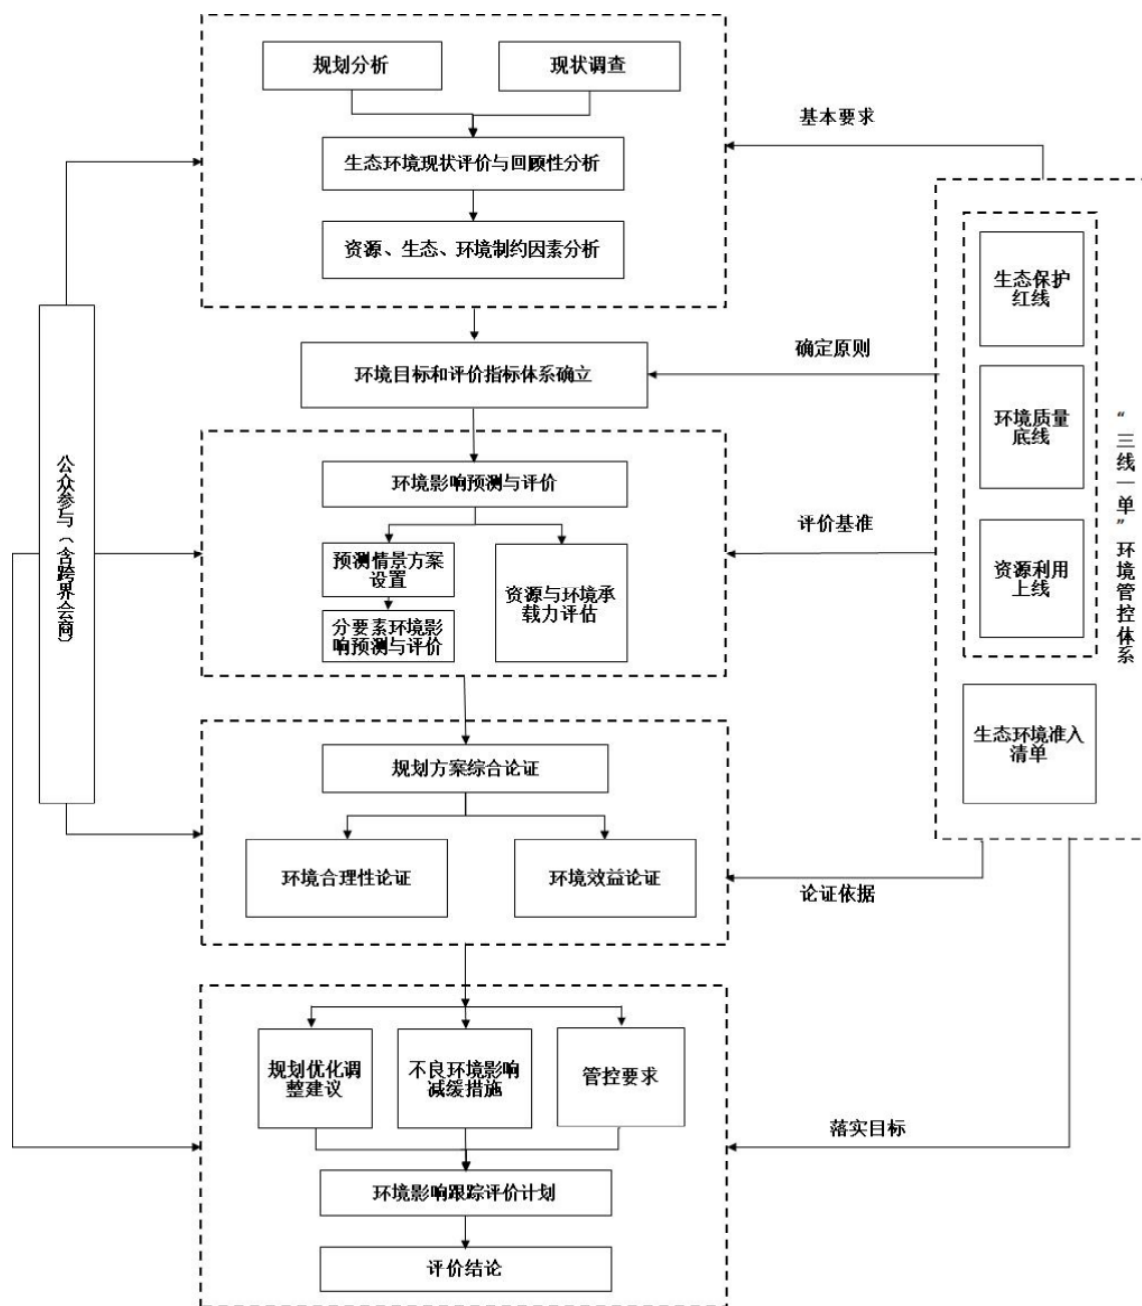 规划分析
现状调查
基本要求
生态环境现状评价与回顾性分析
资源、生态、环境制约因素分析
生态保护
红线
确定原则
环境目标和评价指标体系确立
环境质量
底线
“三线一单”环境管控体系
公众参与（含跨界会商）
环境影响预测与评价
评价基准
预测情景方案
设置
资源与环境承
载力评估
资源利用
上线
分要素环境影
响预测与评价
生态环境准入
清单
规划方案综合论证
环境合理性论证
环境效益论证
论证依据
规划优化调
整建议
不良环境影响
减缓措施
管控要求
落实目标
环境影响跟踪评价计划
评价结论